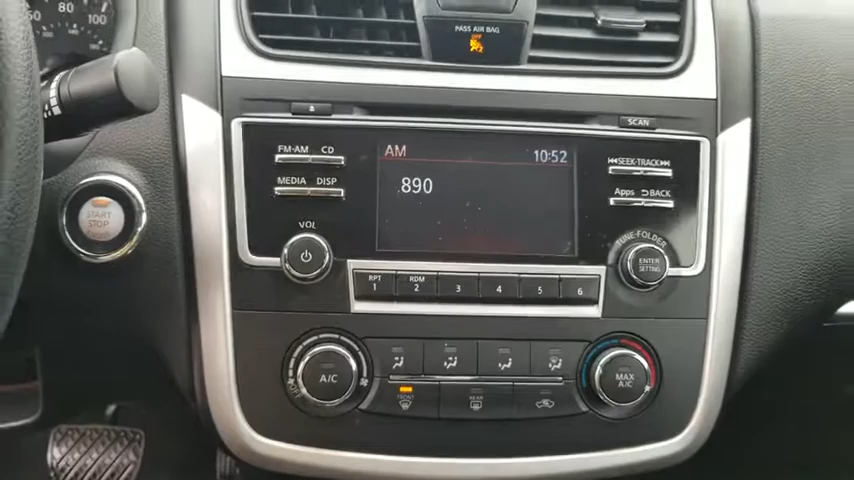 80
100
PASS AIR BAG
OFF
SCAN
FM·AM CD
AM
10:52
SEEK·TRACK
MEDIA DISP
890
Apps BACK
START
STOP
VOL
TUNE·FOLDER
ENTER
SETTING
RPT
1
RDM
2
3
4
5
6
A/C
MAX
A/C
FRONT
REAR